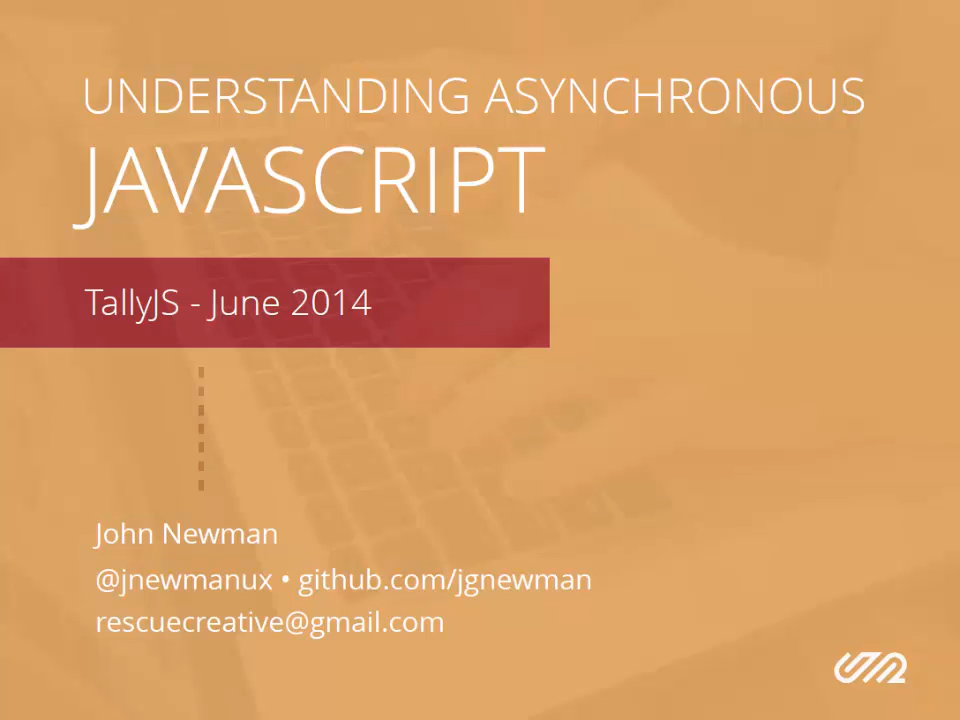 UNDERSTANDING ASYNCHRONOUS
JAVASCRIPT
TallyJS - June 2014
John Newman
@jnewmanux • github.com/jgnewman
rescuecreative@gmail.com